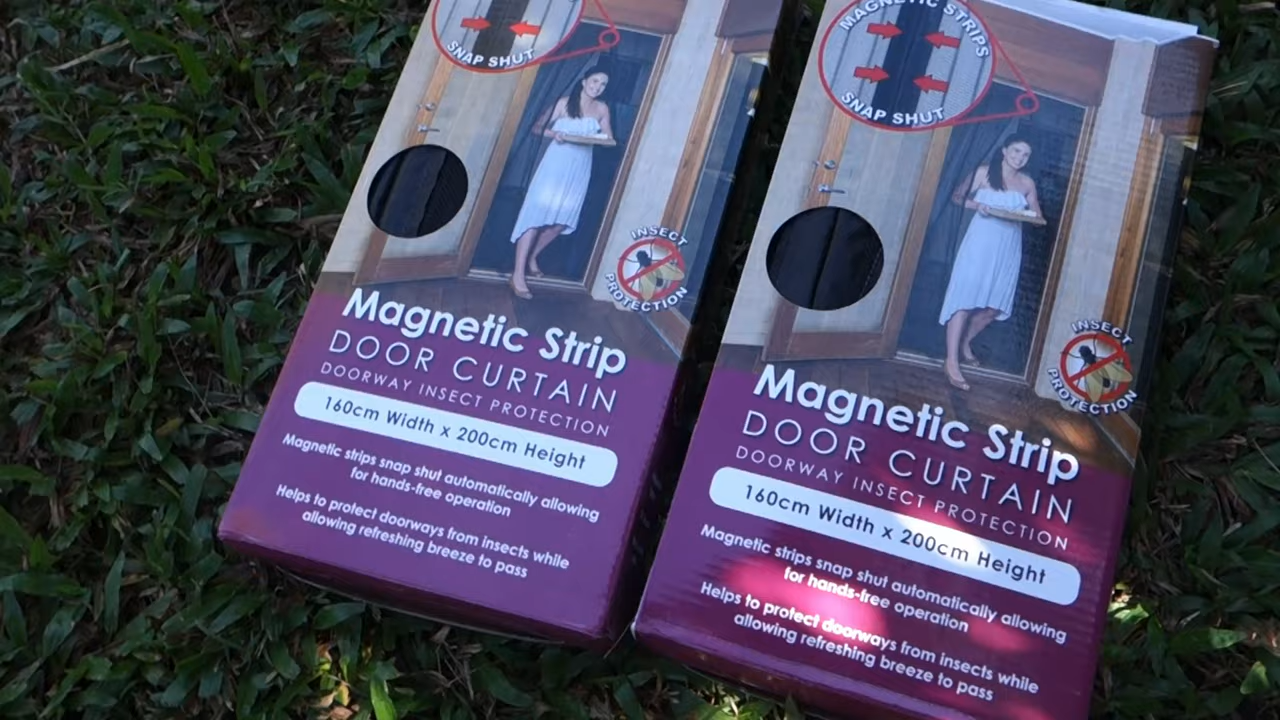 SNAP SHUT
INSECT
PROTECTION
Magnetic Strip
DOOR CURTAIN
DOORWAY INSECT PROTECTION
160cm Width x 200cm Height
Magnetic strips snap shut automatically allowing
for hands-free operation
Helps to protect doorways from insects while
allowing refreshing breeze to pass
MAGNETIC STRIPS
SNAP SHUT
INSECT
PROTECTION
Magnetic Strip
DOOR CURTAIN
DOORWAY INSECT PROTECTION
160cm Width x 200cm Height
Magnetic strips snap shut automatically allowing
for hands-free operation
Helps to protect doorways from insects while
allowing refreshing breeze to pass